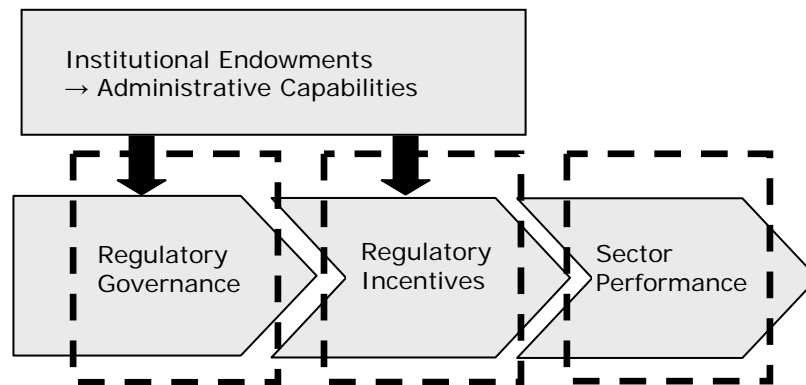 Institutional Endowments
→ Administrative Capabilities
Regulatory
Governance
Regulatory
Incentives
Sector
Performance